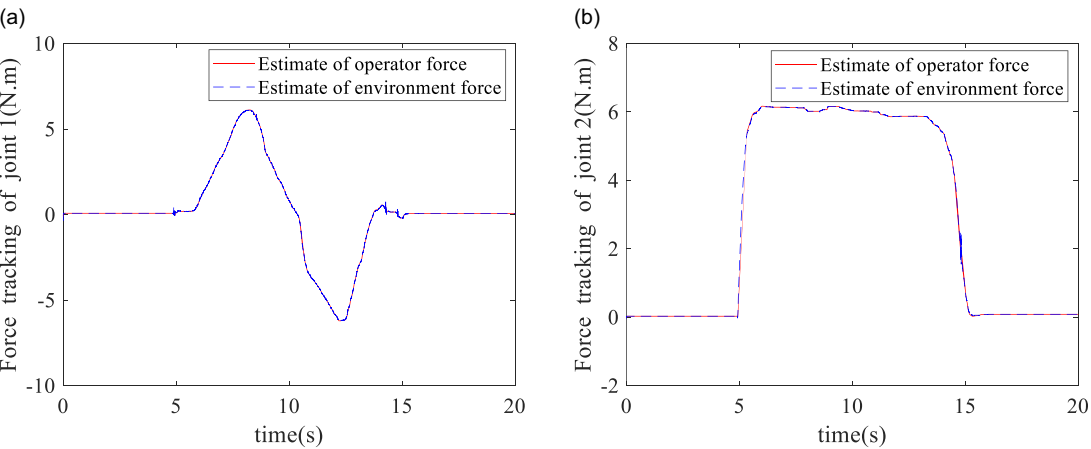 (a)
Force tracking of joint 1(N.m)
10
5
0
-5
-10
Estimate of operator force
Estimate of environment force
0 5 10 15 20
time(s)
(b)
Force tracking of joint 2(N.m)
8
6
4
2
0
-2
Estimate of operator force
Estimate of environment force
0 5 10 15 20
time(s)